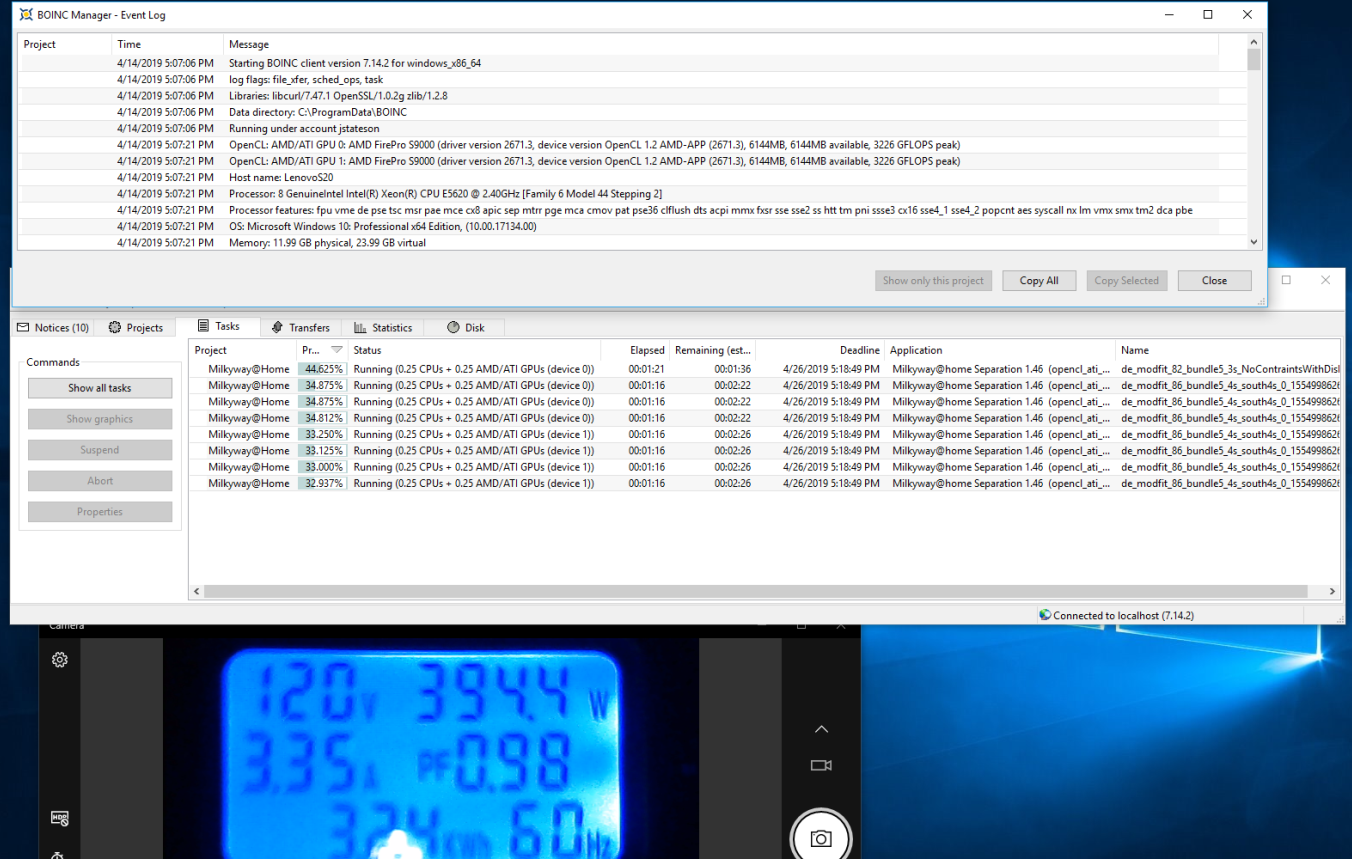 BOINC Manager - Event Log
Project Time Message
4/14/2019 5:07:06 PM Starting BOINC client version 7.14.2 for windows_x86_64
4/14/2019 5:07:06 PM log flags: file_xfer, sched_ops, task
4/14/2019 5:07:06 PM Libraries: libcurl/7.47.1 OpenSSL/1.0.2g zlib/1.2.8
4/14/2019 5:07:06 PM Data directory: C:\ProgramData\BOINC
4/14/2019 5:07:06 PM Running under account jstateson
4/14/2019 5:07:21 PM OpenCL: AMD/ATI GPU 0: AMD FirePro S9000 (driver version 2671.3, device version OpenCL 1.2 AMD-APP (2671.3), 6144MB, 6144MB available, 3226 GFLOPS peak)
4/14/2019 5:07:21 PM OpenCL: AMD/ATI GPU 1: AMD FirePro S9000 (driver version 2671.3, device version OpenCL 1.2 AMD-APP (2671.3), 6144MB, 6144MB available, 3226 GFLOPS peak)
4/14/2019 5:07:21 PM Host name: LenovoS20
4/14/2019 5:07:21 PM Processor: 8 GenuineIntel Intel(R) Xeon(R) CPU E5620 @ 2.40GHz [Family 6 Model 44 Stepping 2]
4/14/2019 5:07:21 PM Processor features: fpu vme de pse tsc msr pae mce cx8 apic sep mtrr pge mca cmov pat pse36 clflush dts acpi mmx fxsr sse sse2 ss htt tm pni ssse3 cx16 sse4_1 sse4_2 popcnt aes syscall nx lm vmx smx tm2 dca pbe
4/14/2019 5:07:21 PM OS: Microsoft Windows 10: Professional x64 Edition, (10.00.17134.00)
4/14/2019 5:07:21 PM Memory: 11.99 GB physical, 23.99 GB virtual
Show only this project Copy All Copy Selected Close
Notices (10) Projects Tasks Transfers Statistics Disk
Commands
Show all tasks
Show graphics
Suspend
Abort
Properties
Project Pr... Status Elapsed Remaining (est... Deadline Application Name
Milkyway@Home 44.625% Running (0.25 CPUs + 0.25 AMD/ATI GPUs (device 0)) 00:01:21 00:01:36 4/26/2019 5:18:49 PM Milkyway@home Separation 1.46 (opencl_ati_... de_modfit_82_bundle5_3s_NoContraintsWithDisl
Milkyway@Home 34.875% Running (0.25 CPUs + 0.25 AMD/ATI GPUs (device 0)) 00:01:16 00:02:22 4/26/2019 5:18:49 PM Milkyway@home Separation 1.46 (opencl_ati_... de_modfit_86_bundle5_4s_south4s_0_1554998626
Milkyway@Home 34.875% Running (0.25 CPUs + 0.25 AMD/ATI GPUs (device 0)) 00:01:16 00:02:22 4/26/2019 5:18:49 PM Milkyway@home Separation 1.46 (opencl_ati_... de_modfit_86_bundle5_4s_south4s_0_1554998626
Milkyway@Home 34.812% Running (0.25 CPUs + 0.25 AMD/ATI GPUs (device 0)) 00:01:16 00:02:22 4/26/2019 5:18:49 PM Milkyway@home Separation 1.46 (opencl_ati_... de_modfit_86_bundle5_4s_south4s_0_1554998626
Milkyway@Home 33.250% Running (0.25 CPUs + 0.25 AMD/ATI GPUs (device 1)) 00:01:16 00:02:26 4/26/2019 5:18:49 PM Milkyway@home Separation 1.46 (opencl_ati_... de_modfit_86_bundle5_4s_south4s_0_1554998626
Milkyway@Home 33.125% Running (0.25 CPUs + 0.25 AMD/ATI GPUs (device 1)) 00:01:16 00:02:26 4/26/2019 5:18:49 PM Milkyway@home Separation 1.46 (opencl_ati_... de_modfit_86_bundle5_4s_south4s_0_1554998626
Milkyway@Home 33.000% Running (0.25 CPUs + 0.25 AMD/ATI GPUs (device 1)) 00:01:16 00:02:26 4/26/2019 5:18:49 PM Milkyway@home Separation 1.46 (opencl_ati_... de_modfit_86_bundle5_4s_south4s_0_1554998626
Milkyway@Home 32.937% Running (0.25 CPUs + 0.25 AMD/ATI GPUs (device 1)) 00:01:16 00:02:26 4/26/2019 5:18:49 PM Milkyway@home Separation 1.46 (opencl_ati_... de_modfit_86_bundle5_4s_south4s_0_1554998626
Connected to localhost (7.14.2)
Camera
120V 394.4 W
3.35A PF0.98
60Hz
HDR